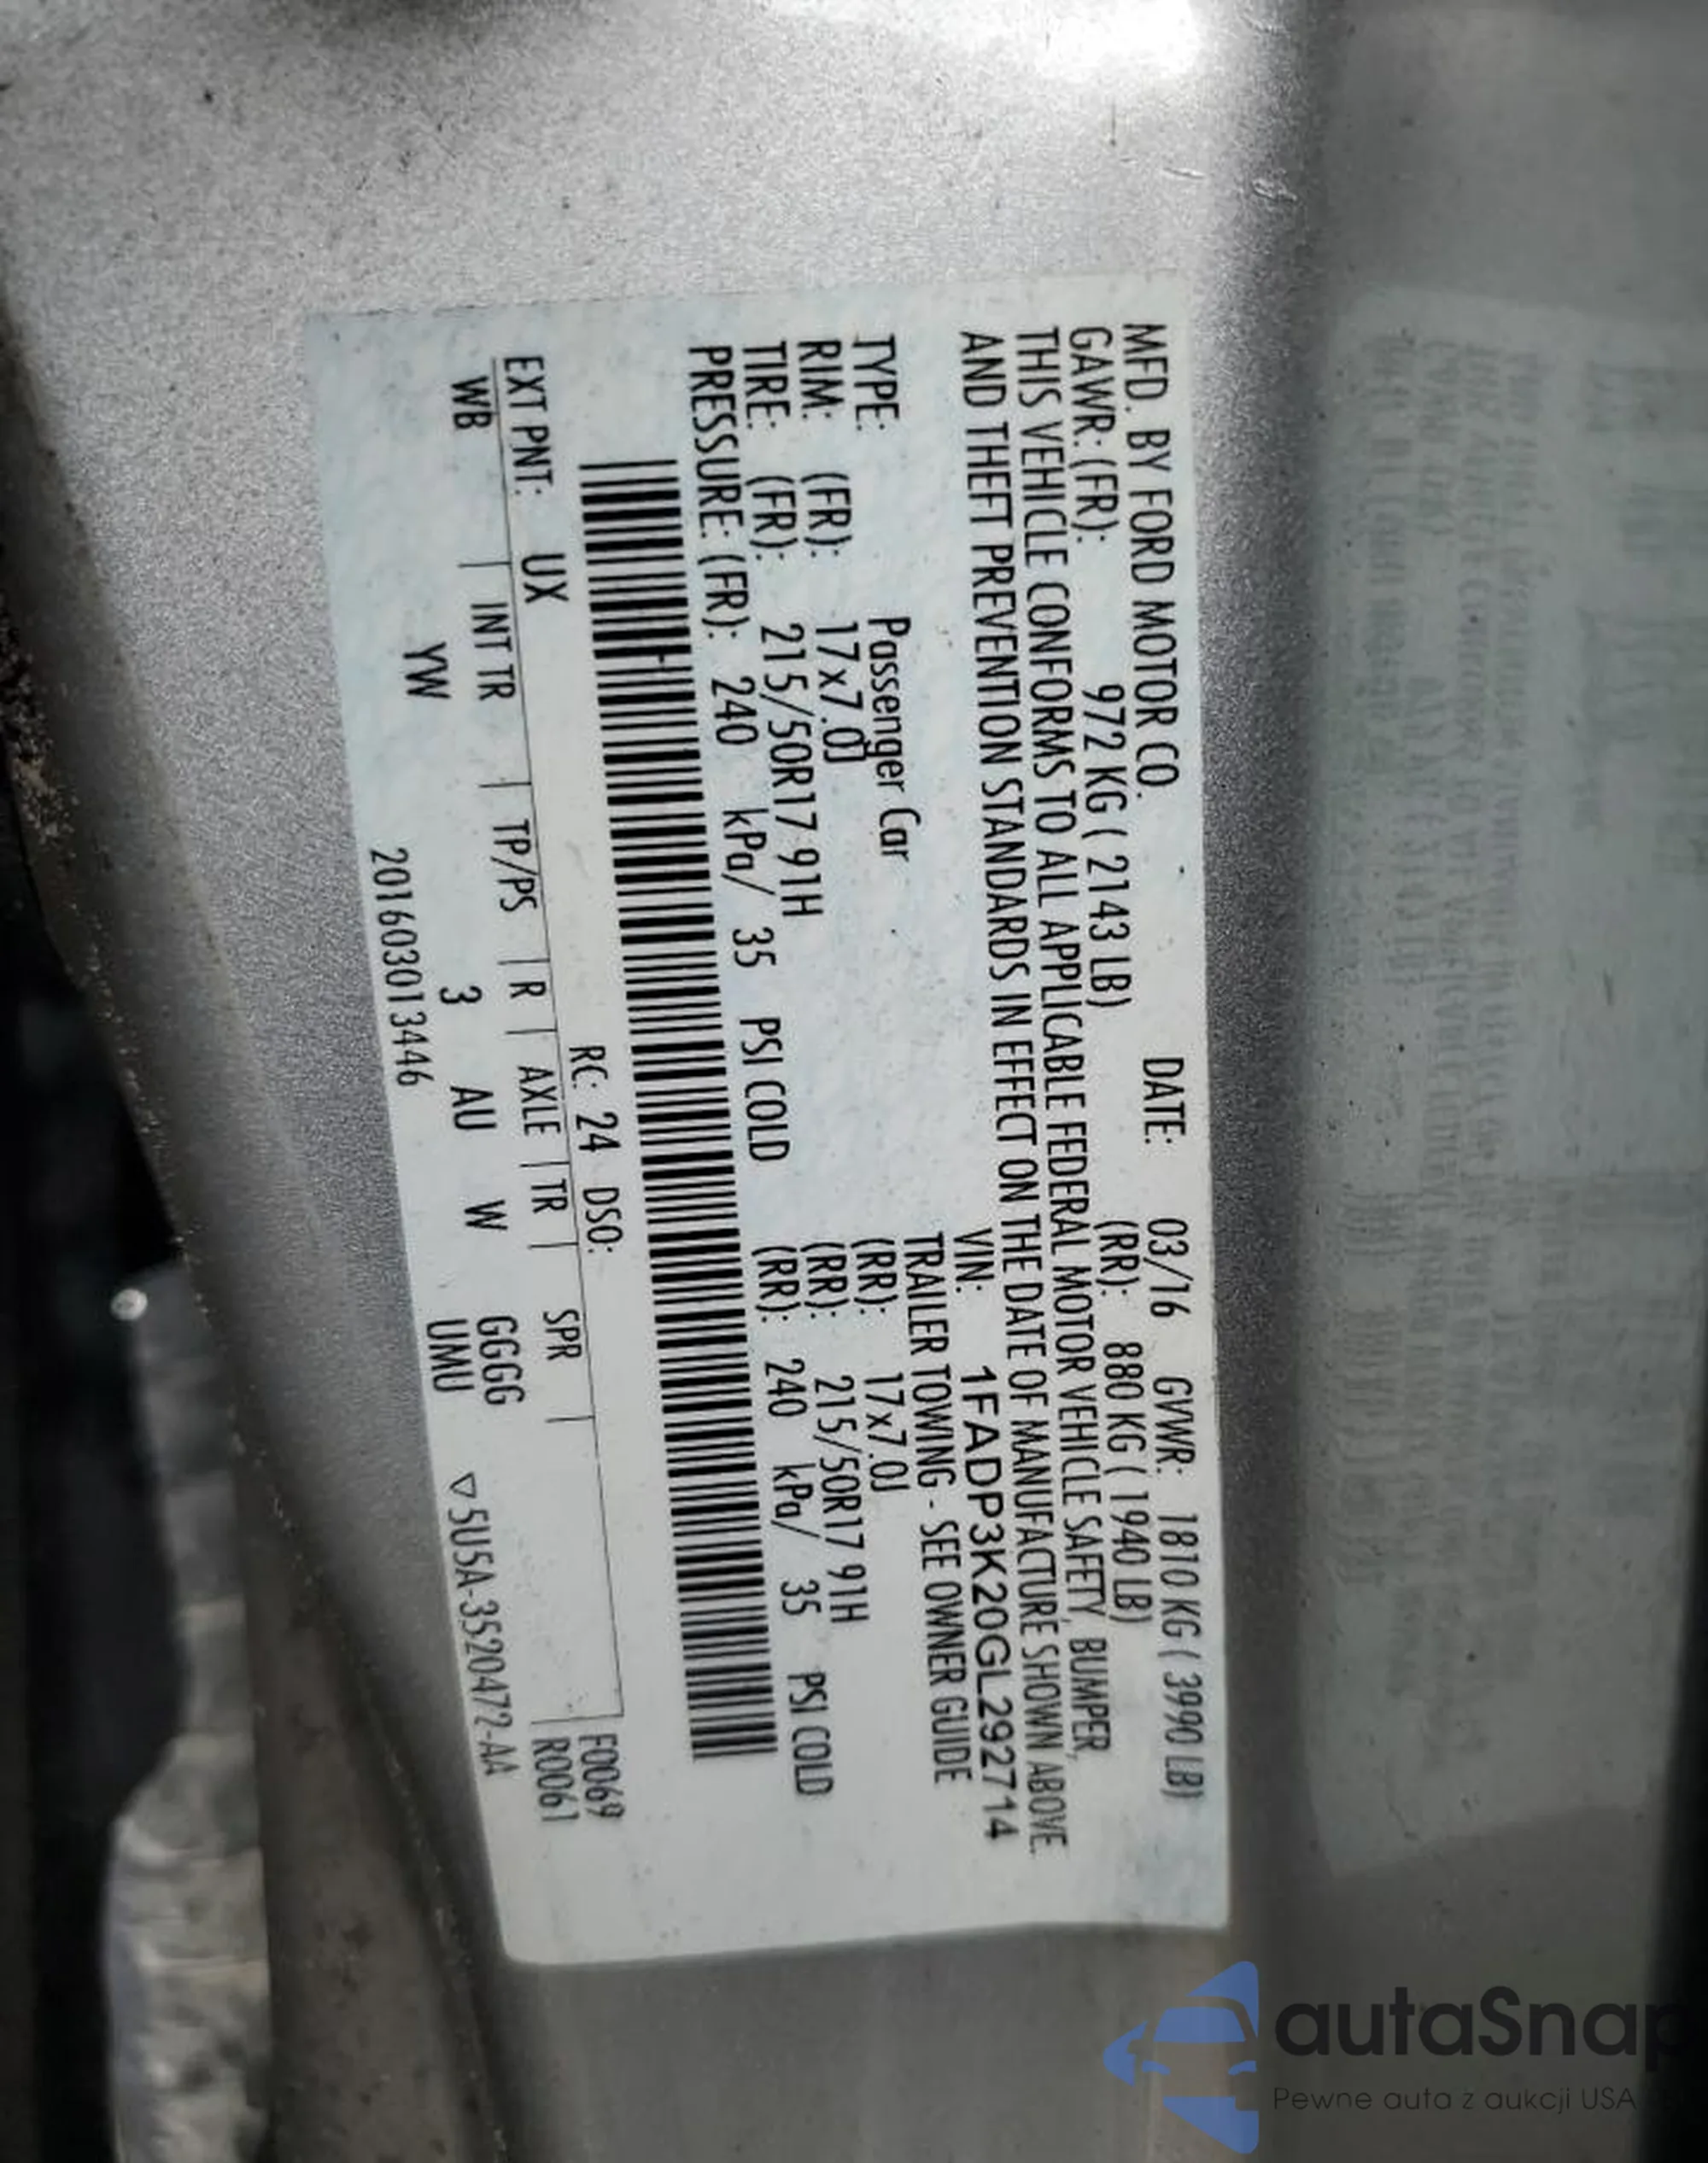 MFD. BY FORD MOTOR CO. DATE: 03/16 GVWR: 1810 KG ( 3990 LB)
GAWR: (FR): 972 KG ( 2143 LB) (RR): 880 KG ( 1940 LB)
THIS VEHICLE CONFORMS TO ALL APPLICABLE FEDERAL MOTOR VEHICLE SAFETY, BUMPER,
AND THEFT PREVENTION STANDARDS IN EFFECT ON THE DATE OF MANUFACTURE SHOWN ABOVE.
VIN: 1FADP3K20GL292714
TYPE: Passenger Car TRAILER TOWING - SEE OWNER GUIDE
RIM: (FR): 17x7.0J (RR): 17x7.0J
TIRE: (FR): 215/50R17 91H (RR): 215/50R17 91H
PRESSURE: (FR): 240 kPa/ 35 PSI COLD (RR): 240 kPa/ 35 PSI COLD
EXT PNT: UX RC: 24 DSO: F0069
WB | INT TR | TP/PS | R | AXLE | TR | SPR | R0061
YW 3 AU W GGGG
UMU
201603013446 ▽5U5A-3520472-AA
autaSnap
Pewne auta z aukcji USA